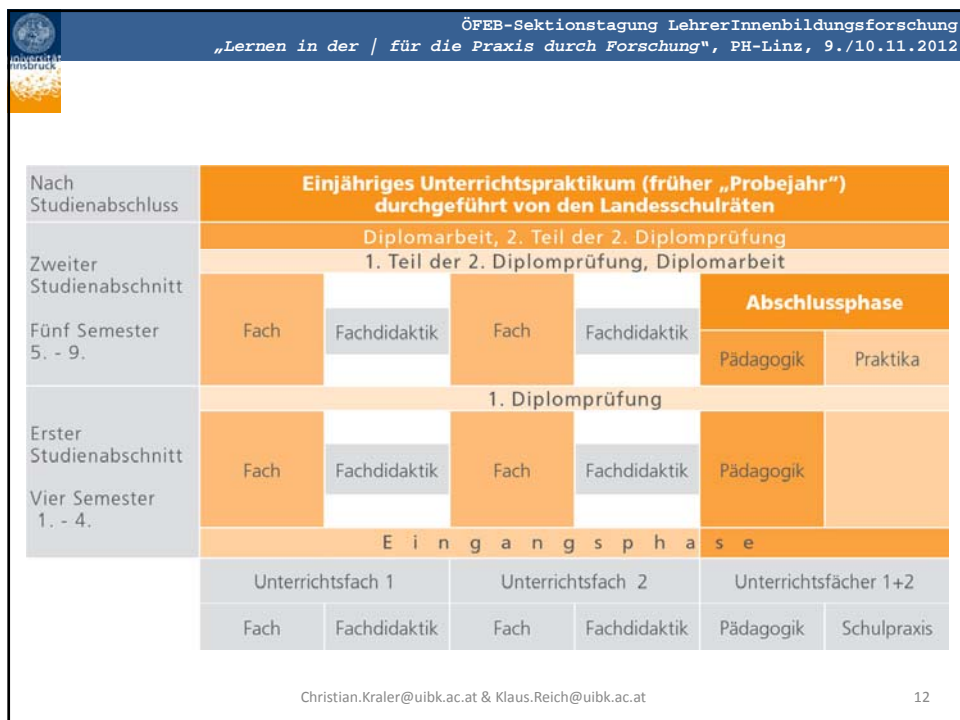 ÖFEB-Sektionstagung LehrerInnenbildungsforschung
„Lernen in der | für die Praxis durch Forschung“, PH-Linz, 9./10.11.2012
universität
innsbruck
Nach
Studienabschluss
Einjähriges Unterrichtspraktikum (früher „Probejahr“)
durchgeführt von den Landesschulräten
Diplomarbeit, 2. Teil der 2. Diplomprüfung
1. Teil der 2. Diplomprüfung, Diplomarbeit
Zweiter
Studienabschnitt
Fünf Semester
5. - 9.
Fach
Fachdidaktik
Fach
Fachdidaktik
Abschlussphase
Pädagogik
Praktika
1. Diplomprüfung
Erster
Studienabschnitt
Vier Semester
1. - 4.
Fach
Fachdidaktik
Fach
Fachdidaktik
Pädagogik
E i n g a n g s p h a s e
Unterrichtsfach 1
Unterrichtsfach 2
Unterrichtsfächer 1+2
Fach
Fachdidaktik
Fach
Fachdidaktik
Pädagogik
Schulpraxis
Christian.Kraler@uibk.ac.at & Klaus.Reich@uibk.ac.at
12